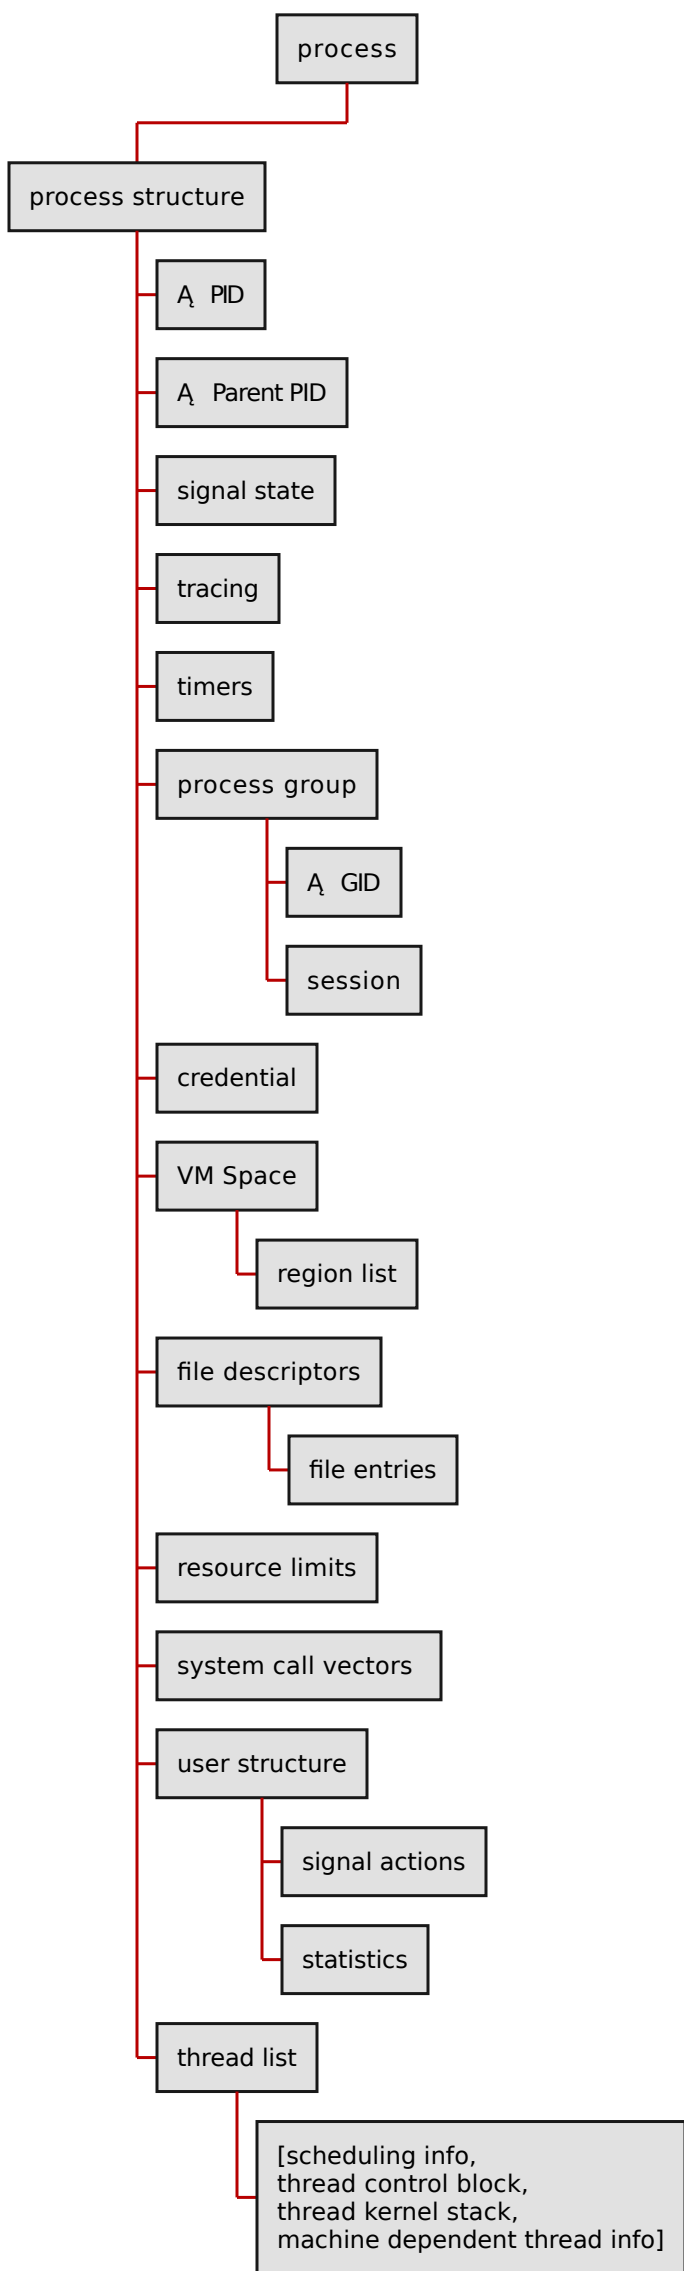 process
process structure
Ą PID
Ą Parent PID
signal state
tracing
timers
process group
Ą GID
session
credential
VM Space
region list
file descriptors
file entries
resource limits
system call vectors
user structure
signal actions
statistics
thread list
[scheduling info,
thread control block,
thread kernel stack,
machine dependent thread info]